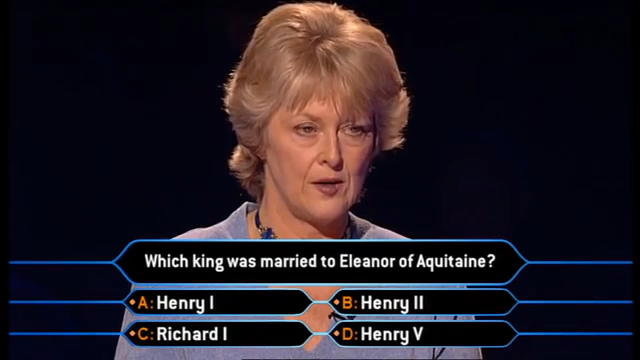 Which king was married to Eleanor of Aquitaine?
A: Henry I
B: Henry II
C: Richard I
D: Henry V